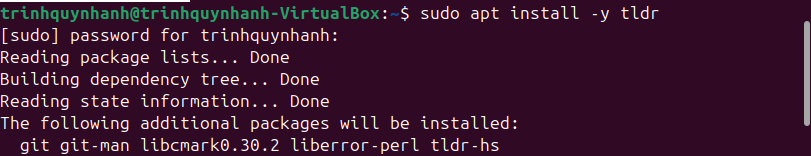 trinhquynhanh@trinhquynhanh-VirtualBox:~$ sudo apt install -y tldr
[sudo] password for trinhquynhanh:
Reading package lists... Done
Building dependency tree... Done
Reading state information... Done
The following additional packages will be installed:
  git git-man libcmark0.30.2 liberror-perl tldr-hs